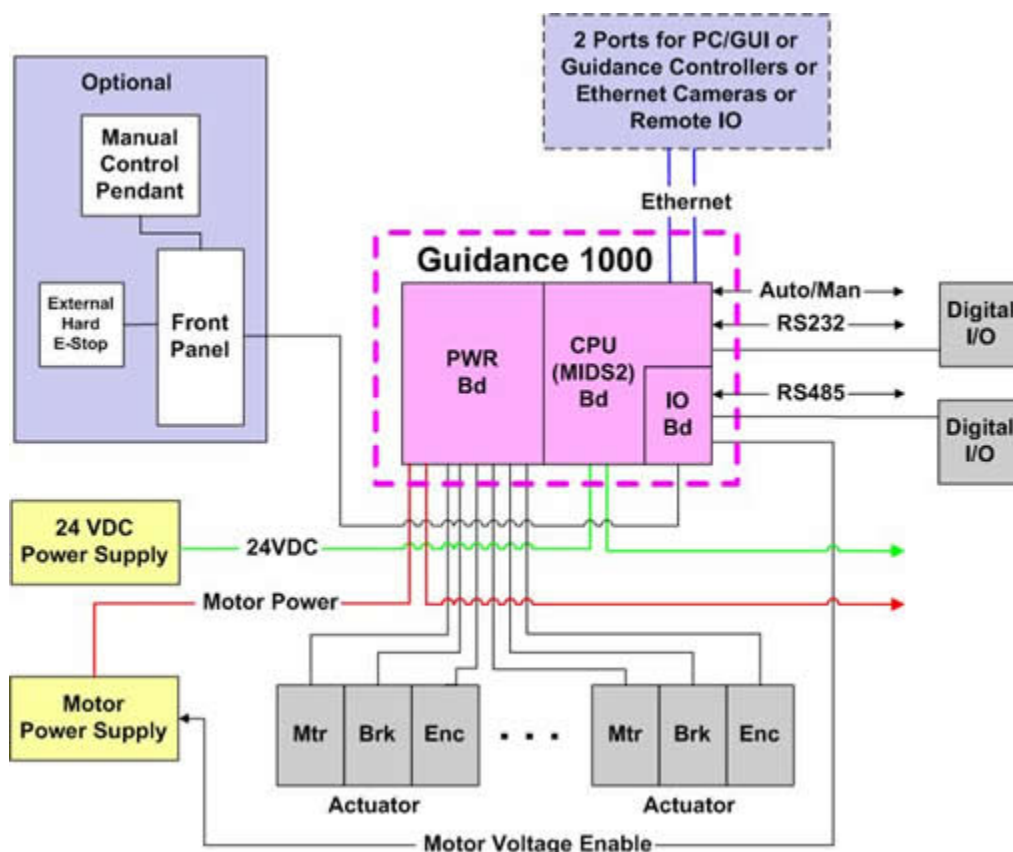 2 Ports for PC/GUI or
Guidance Controllers or
Ethernet Cameras or
Remote IO
Optional
Manual
Control
Pendant
External
Hard
E-Stop
Front
Panel
Ethernet
Guidance 1000
PWR
Bd
CPU
(MIDS2)
Bd
IO
Bd
Auto/Man
RS232
RS485
Digital
I/O
Digital
I/O
24 VDC
Power Supply
24VDC
Motor Power
Motor
Power Supply
Mtr
Brk
Enc
. . .
Mtr
Brk
Enc
Actuator
Actuator
Motor Voltage Enable